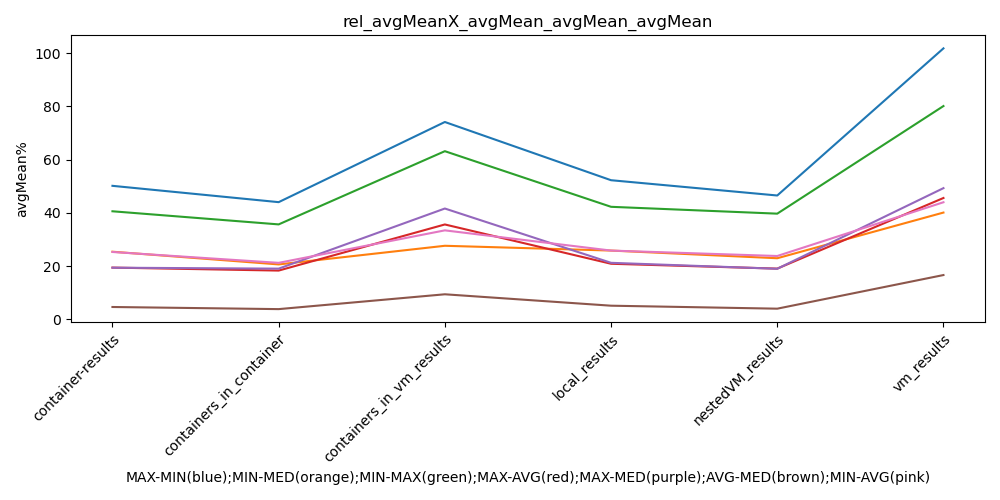 rel_avgMeanX_avgMean_avgMean_avgMean
avgMean%
100
80
60
40
20
0
container-results
containers_in_container
containers_in_vm_results
local_results
nestedVM_results
vm_results
MAX-MIN(blue);MIN-MED(orange);MIN-MAX(green);MAX-AVG(red);MAX-MED(purple);AVG-MED(brown);MIN-AVG(pink)